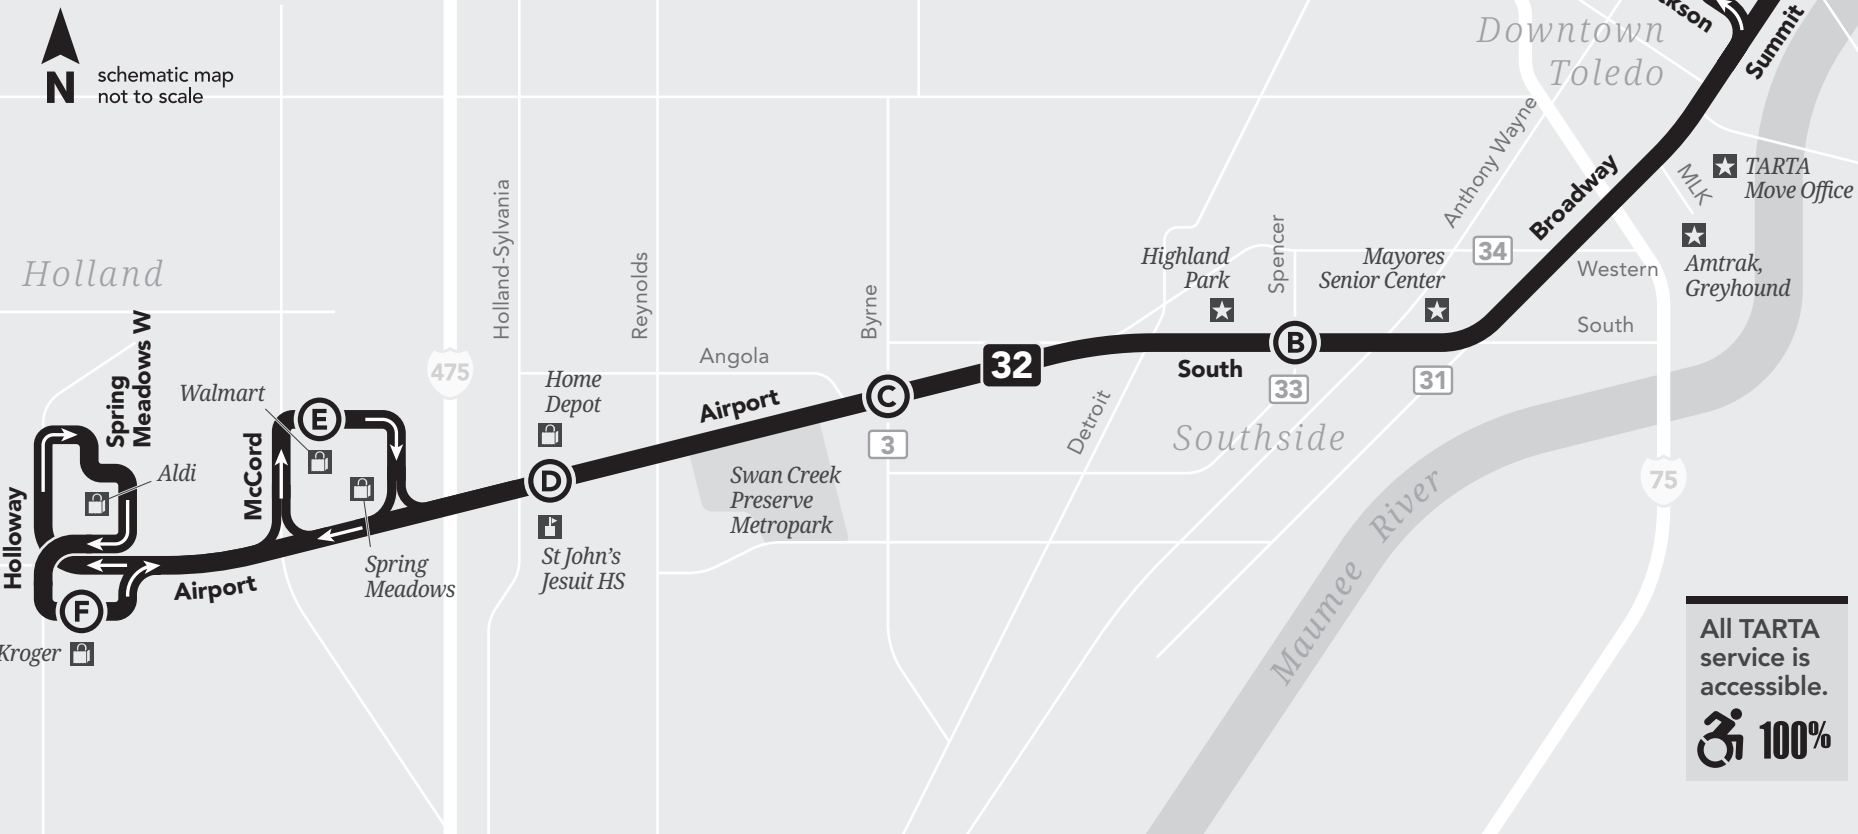 N
schematic map
not to scale
Downtown
Toledo
Summit
Anthony Wayne
Broadway
MLK
TARTA
Move Office
Amtrak,
Greyhound
Holland
Holland-Sylvania
Reynolds
Byrne
Highland
Park
Spencer
Mayores
Senior Center
34
Western
South
Spring
Meadows W
Walmart
475
Home
Depot
Angola
Airport
32
South
B
33
31
C
3
Detroit
Southside
E
McCord
D
Aldi
Swan Creek
Preserve
Metropark
St John’s
Jesuit HS
Holloway
Spring
Meadows
Airport
F
Kroger
Maumee River
75
All TARTA
service is
accessible.
100%